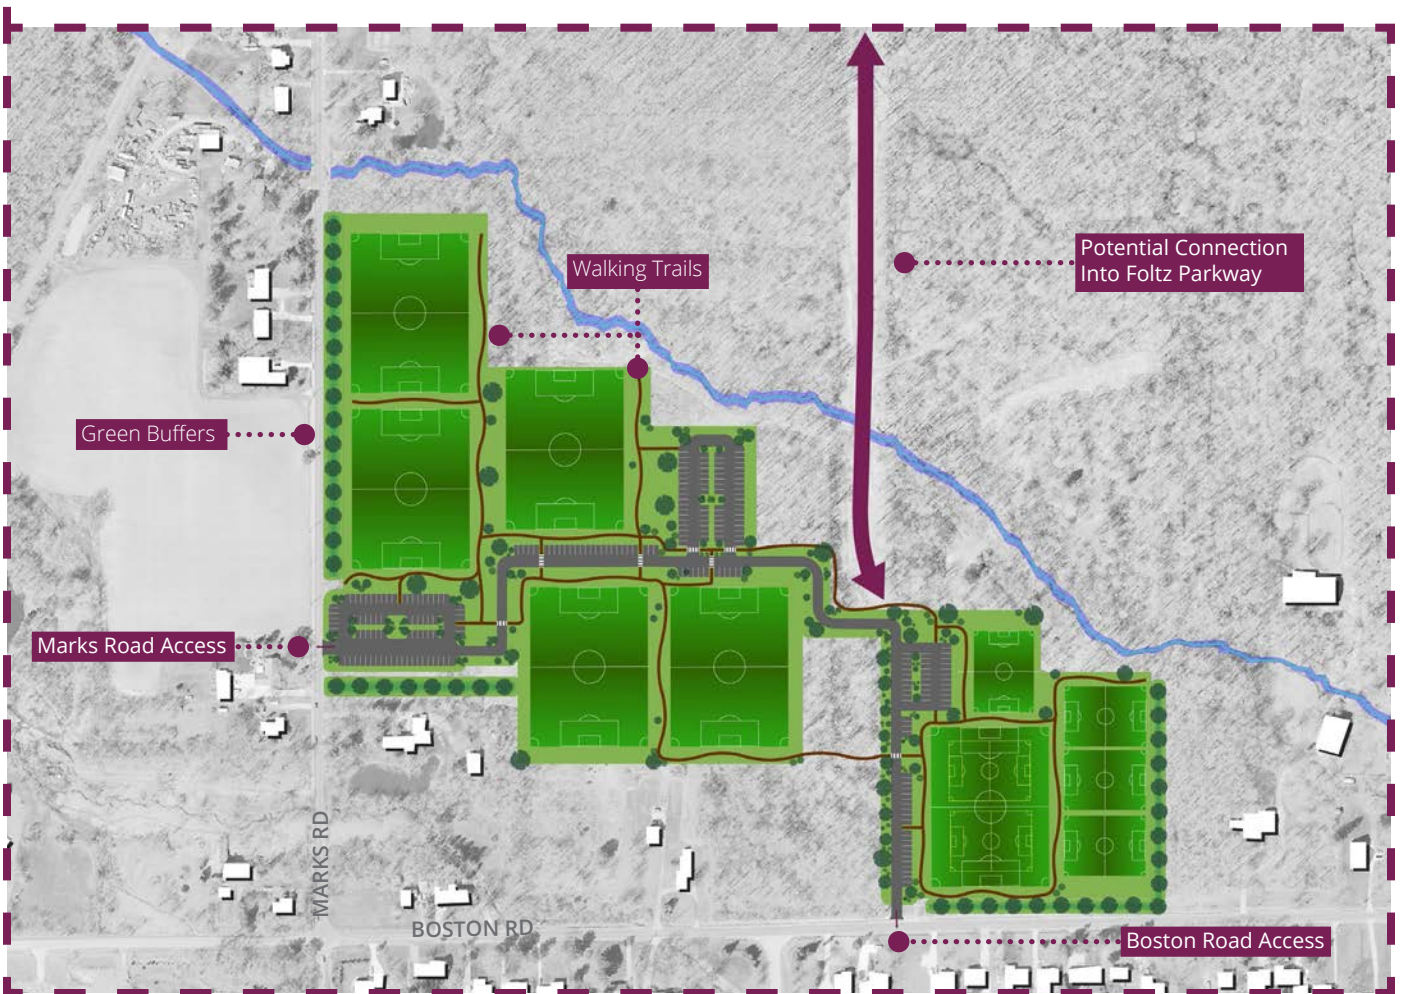 Walking Trails
Potential Connection
Into Foltz Parkway
Green Buffers
Marks Road Access
MARKS RD
BOSTON RD
Boston Road Access